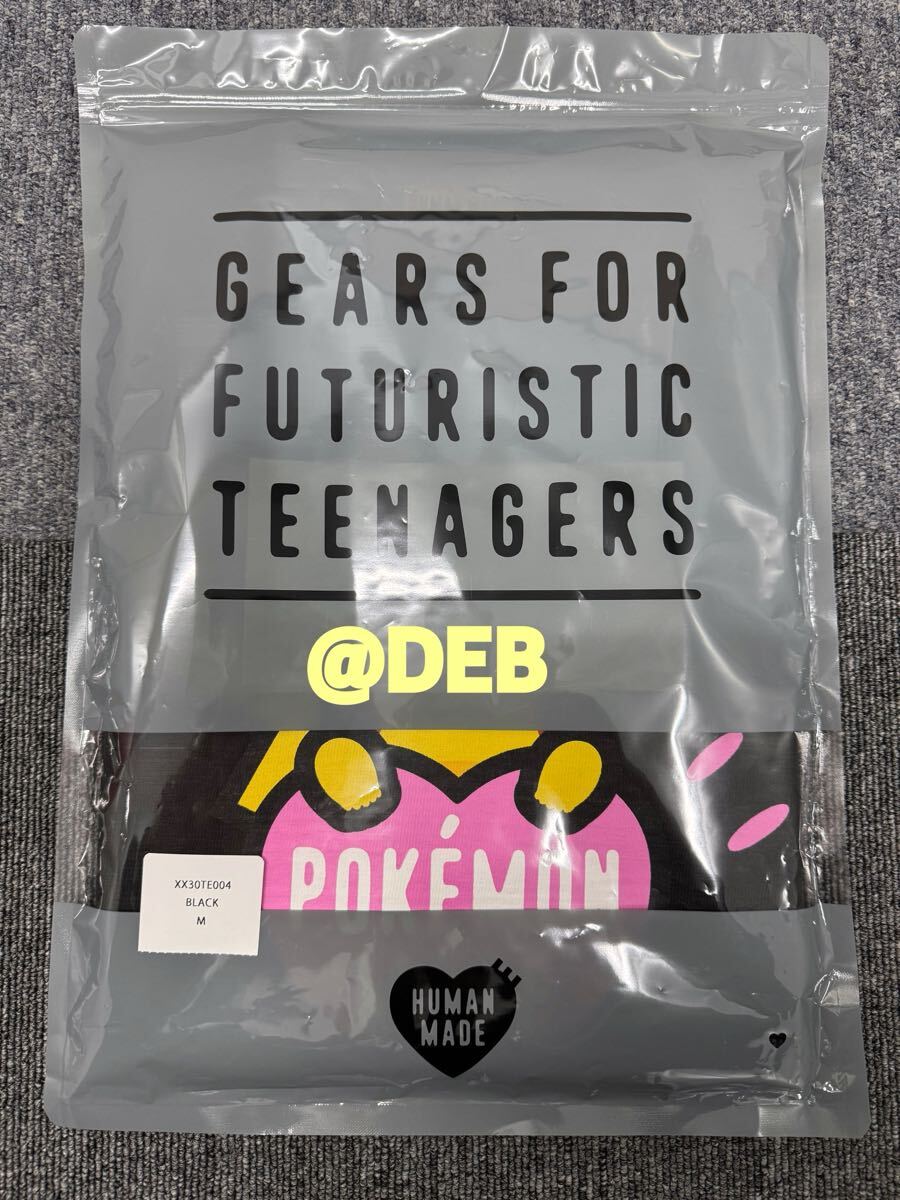 GEARS FOR
FUTURISTIC
TEENAGERS
@DEB
POKÉMON
XX30TE004
BLACK
M
HUMAN
MADE